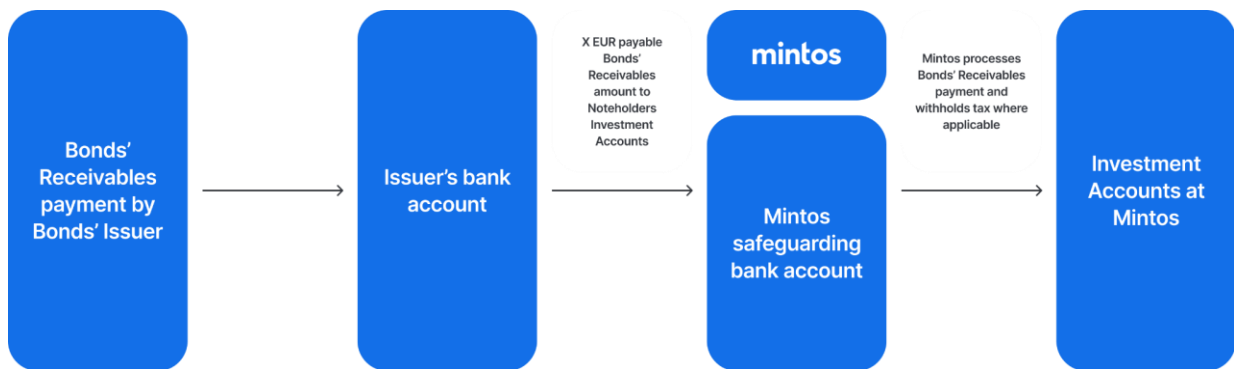 Bonds’
Receivables
payment by
Bonds’ Issuer
Issuer’s bank
account
X EUR payable
Bonds’
Receivables
amount to
Noteholders
Investment
Accounts
mintos
Mintos
safeguarding
bank account
Mintos processes
Bonds’ Receivables
payment and
withholds tax where
applicable
Investment
Accounts at
Mintos